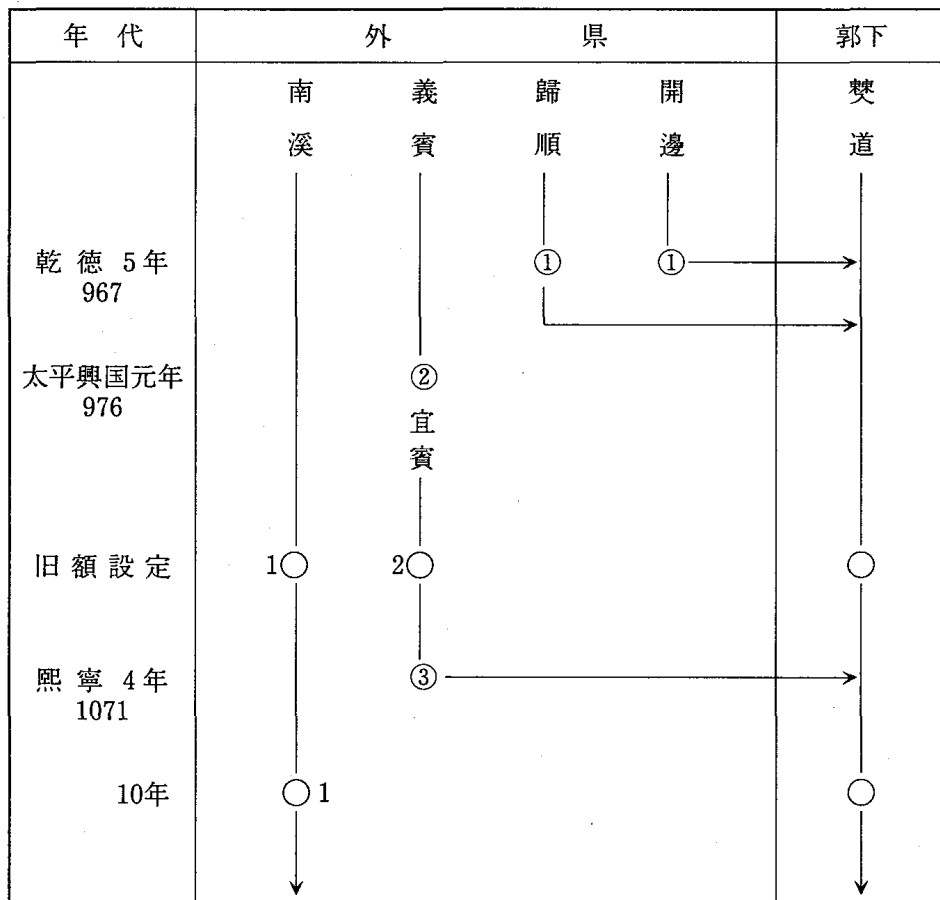 年代
外県
郭下
南溪
義賓
歸順
開邊
僰道
乾徳5年
967
① ①
太平興国元年
976
②
宜賓
旧額設定
1○ 2○ ○
熙寧4年
1071
③
10年
○1 ○